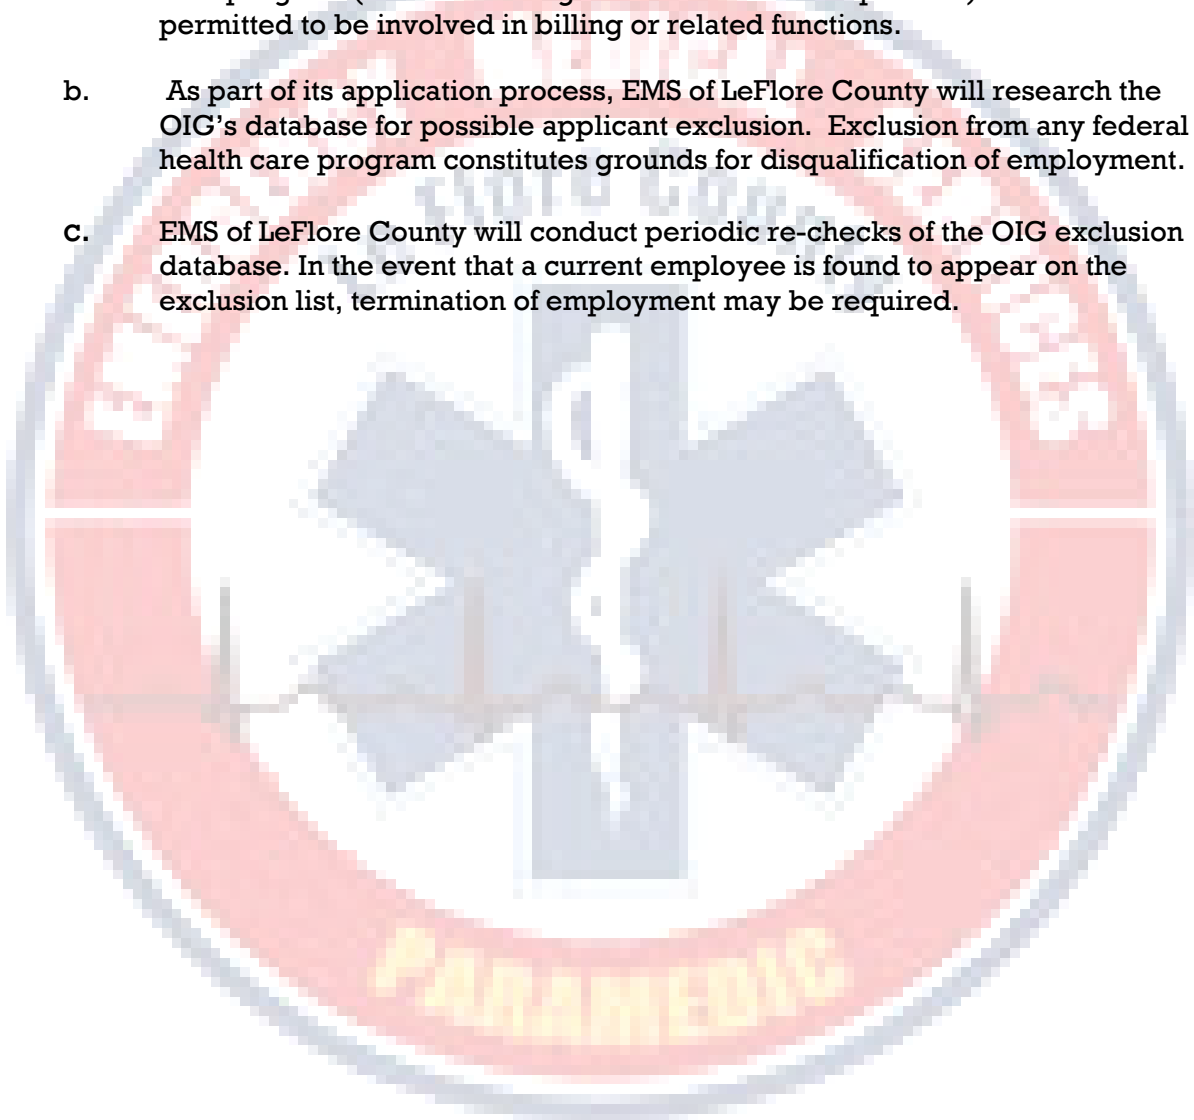 permitted to be involved in billing or related functions.
b. As part of its application process, EMS of LeFlore County will research the
OIG's database for possible applicant exclusion. Exclusion from any federal
health care program constitutes grounds for disqualification of employment.
c. EMS of LeFlore County will conduct periodic re-checks of the OIG exclusion
database. In the event that a current employee is found to appear on the
exclusion list, termination of employment may be required.
PARAMEDIC